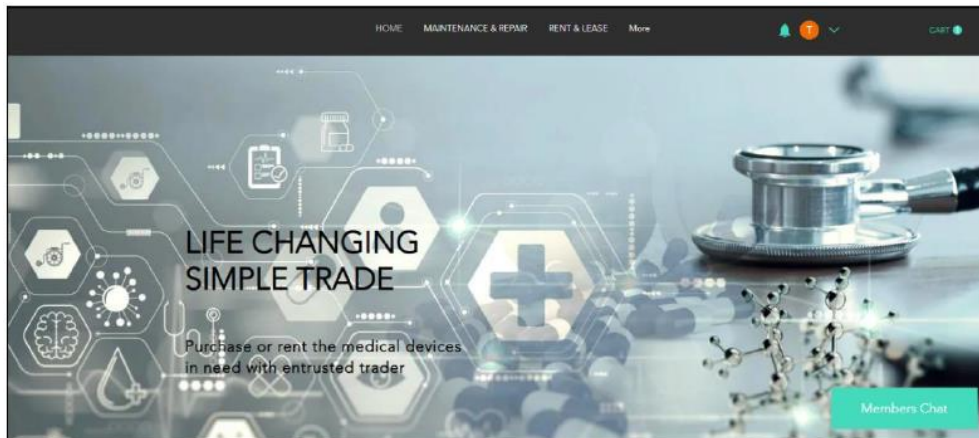 HOME MAINTENANCE & REPAIR RENT & LEASE More T CART 1
LIFE CHANGING
SIMPLE TRADE
Purchase or rent the medical devices
in need with entrusted trader
Members Chat